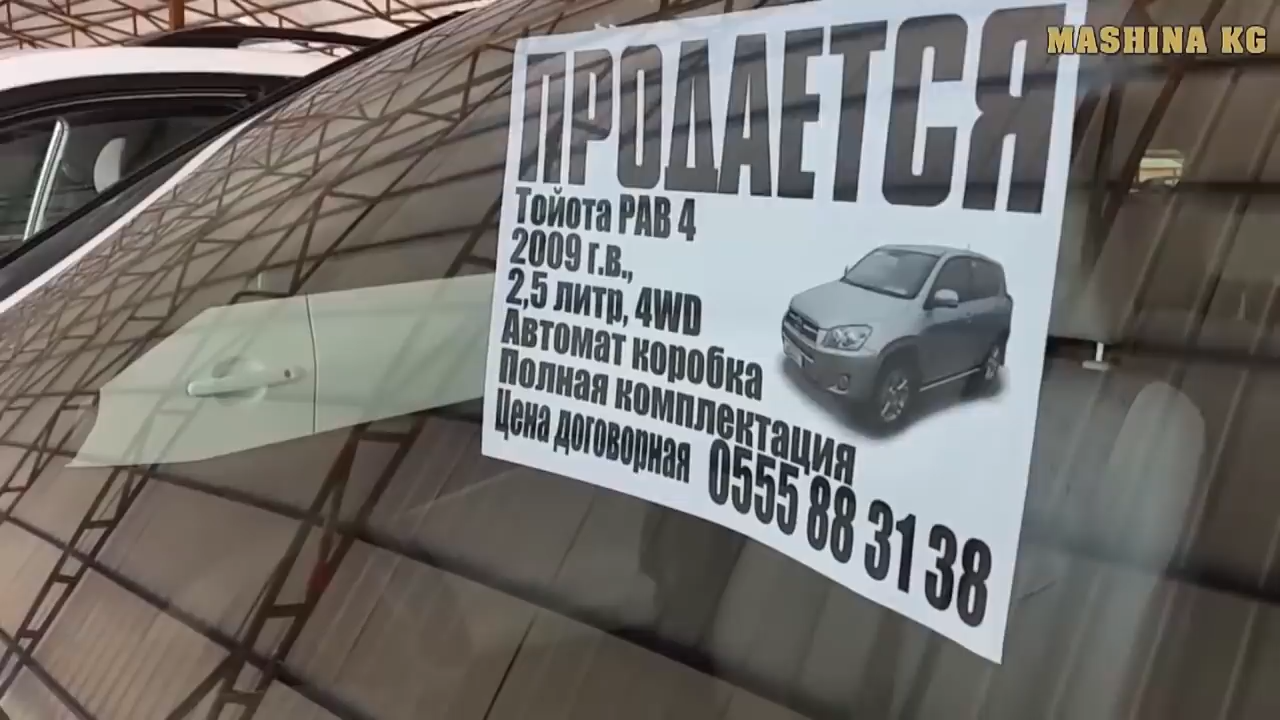 MASHINA KG
ПРОДАЕТСЯ
Тойота РАВ 4
2009 г.в.,
2,5 литр, 4WD
Автомат коробка
Полная комплектация
Цена договорная 0555 88 31 38